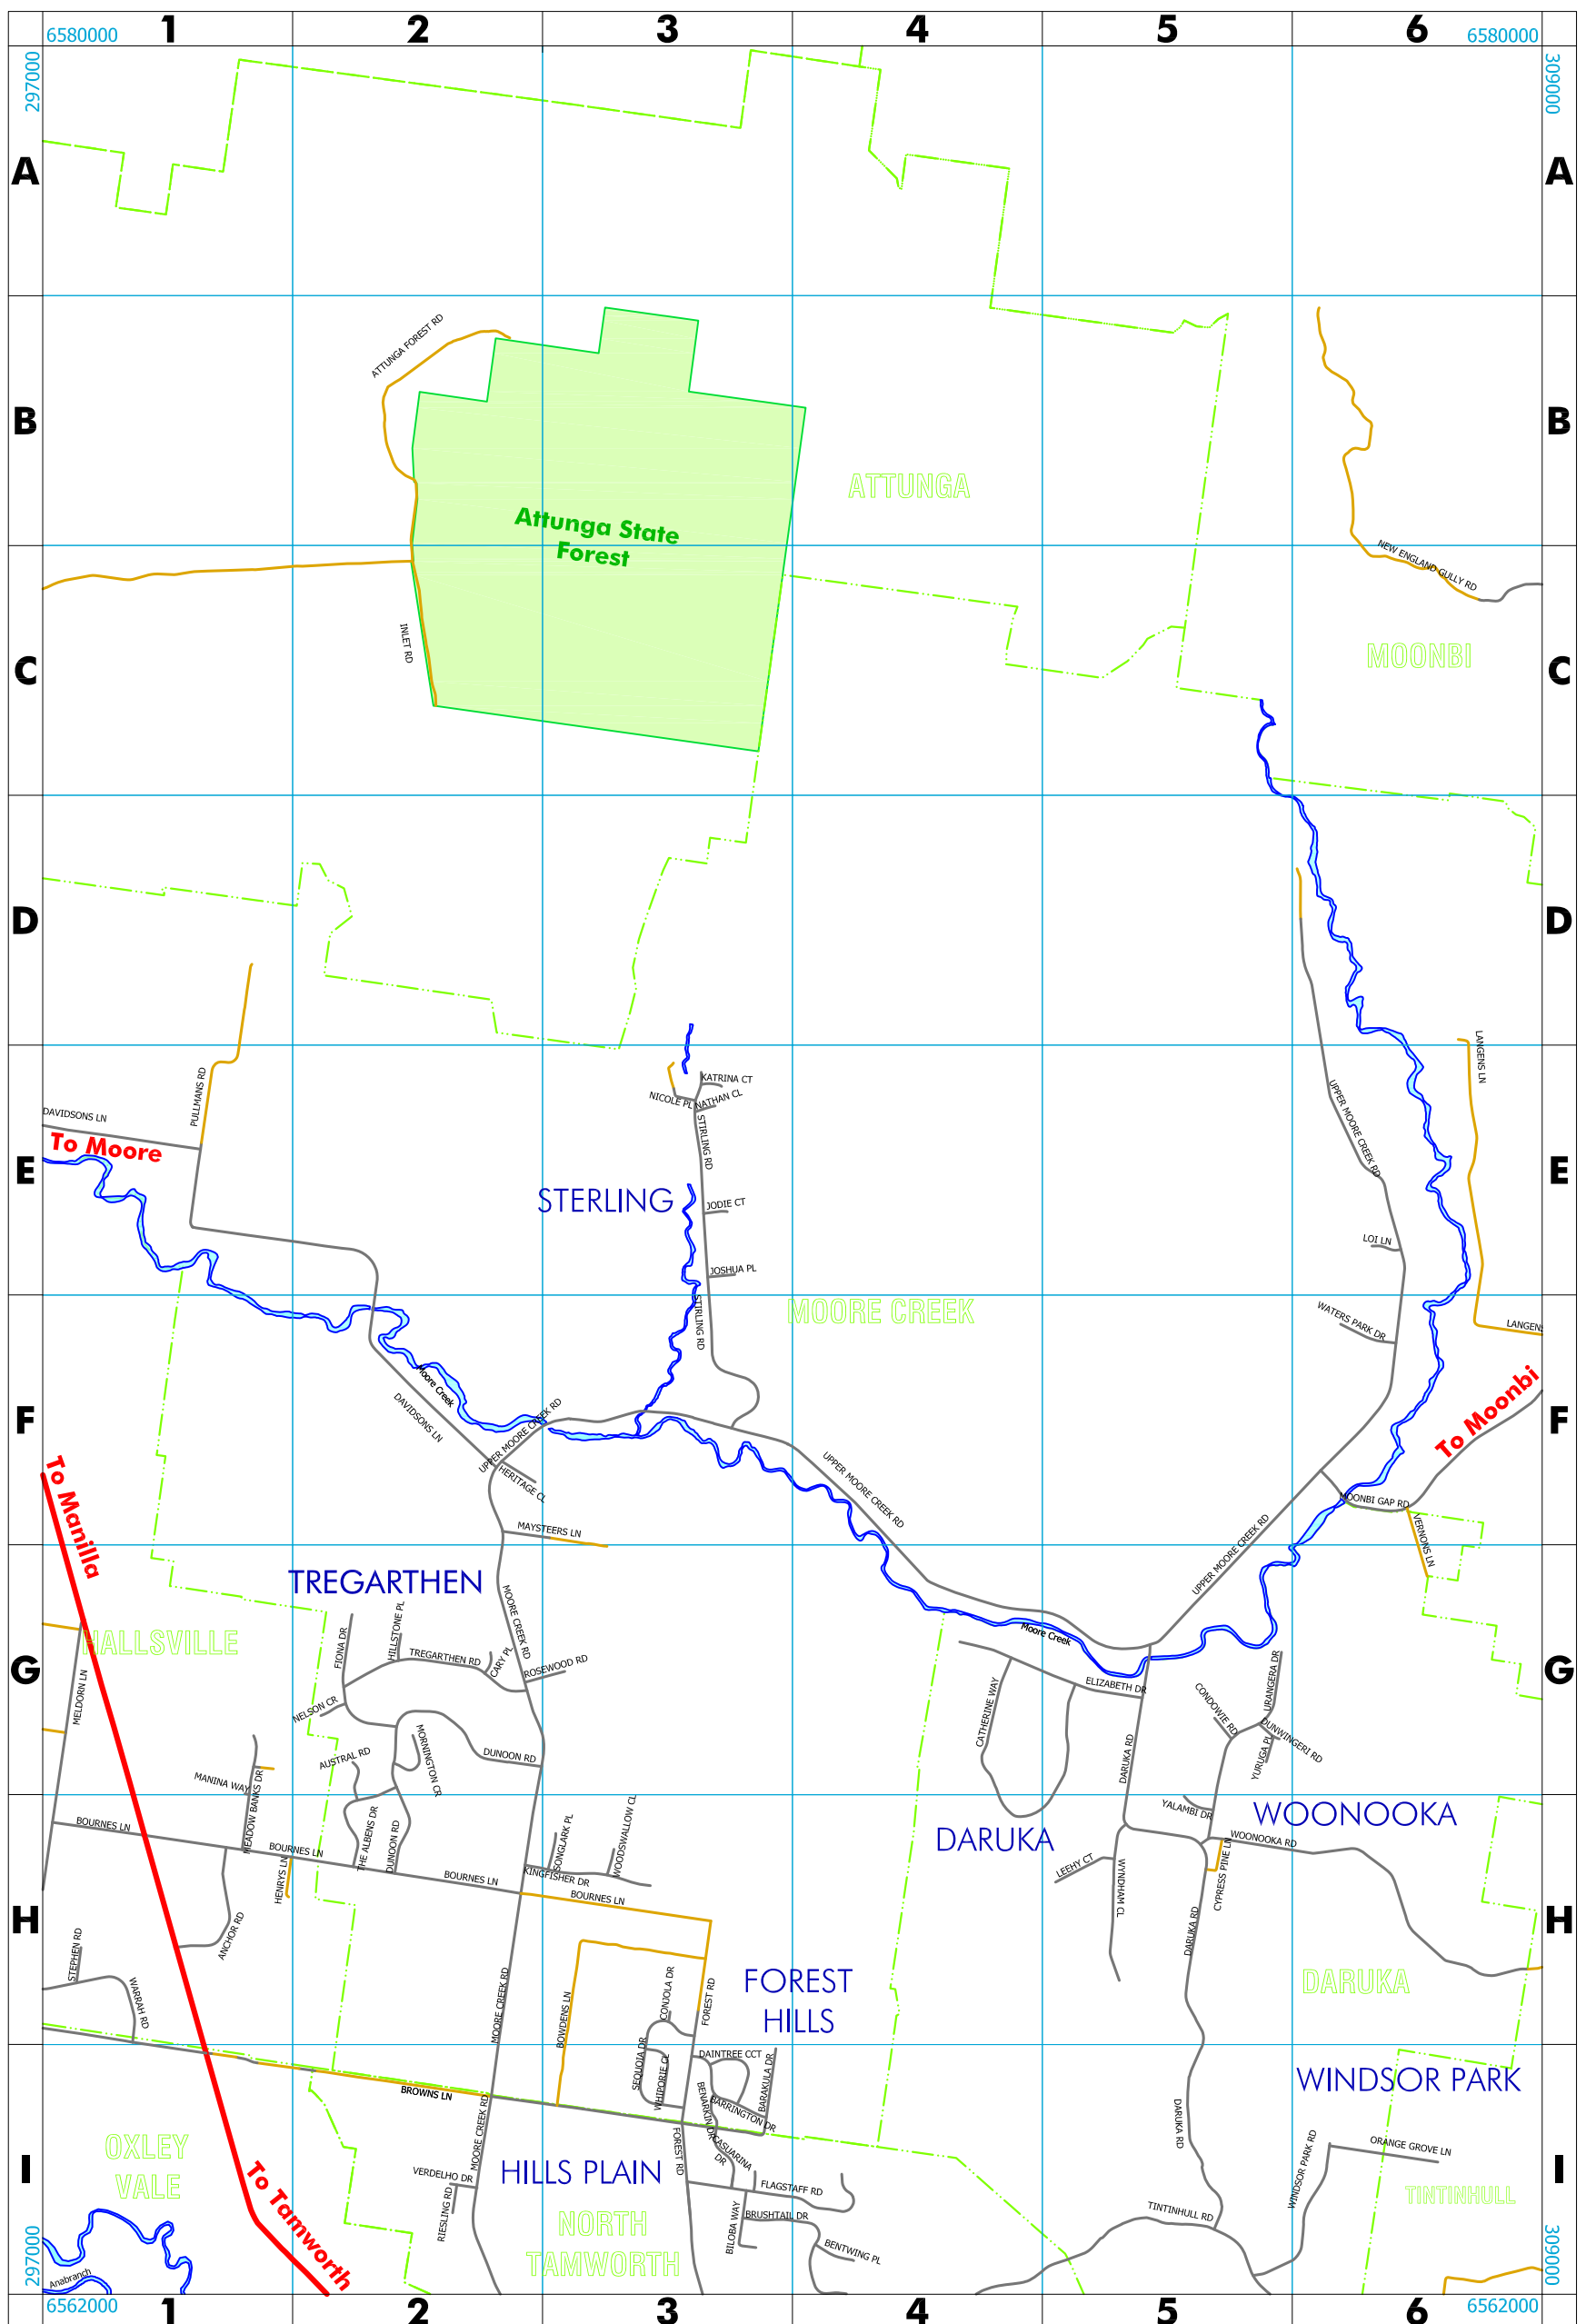 1
2
3
4
5
6
6580000
6580000
297000
309000
A
A
ATTUNGA FOREST RD
B
B
ATTUNGA
Attunga State
Forest
NEW ENGLAND GULLY RD
INLET RD
C
C
MOONBI
D
D
LANGENS LN
PULLMANS RD
KATRINA CT
NICOLE PL
NATHAN CL
UPPER MOORE CREEK RD
DAVIDSONS LN
To Moore
STIRLING RD
E
E
STERLING
JODIE CT
LOI LN
JOSHUA PL
MOORE CREEK
STIRLING RD
WATERS PARK DR
LANGENS
Moore Creek
DAVIDSONS LN
UPPER MOORE CREEK RD
F
F
To Moonbi
To Manilla
HERITAGE CL
UPPER MOORE CREEK RD
MOONBI GAP RD
MAYSTEERS LN
VERNONS LN
UPPER MOORE CREEK RD
TREGARTHEN
MOORE CREEK RD
HALLSVILLE
FIONA DR
HILLSTONE PL
TREGARTHEN RD
CARY PL
ROSEWOOD RD
Moore Creek
G
G
MELDORN LN
NELSON CR
CATHERINE WAY
ELIZABETH DR
CONDOWIE RD
URANGERA DR
DUNWINGERI RD
YURUGA PL
AUSTRAL RD
MORNINGTON CR
DUNOON RD
DARUKA RD
MANINA WAY
MEADOW BANKS DR
YALAMBI DR
WOONOOKA
BOURNES LN
BOURNES LN
THE ALBENS DR
DUNOON RD
BOURNES LN
SONGLARK PL
WOODSWALLOW CL
KINGFISHER DR
BOURNES LN
DARUKA
LEEHY CT
WOONOOKA RD
HENRYS LN
WYNDHAM CL
CYPRESS PINE LN
H
H
ANCHOR RD
STEPHEN RD
WARRAH RD
DARUKA RD
MOORE CREEK RD
BOWDENS LN
CONJOLA DR
FOREST RD
FOREST
HILLS
DARUKA
SEQUOIA DR
WHIPORIE CL
DAINTREE CCT
BARAKULA DR
WINDSOR PARK
BROWNS LN
BENARKIN DR
BARRINGTON DR
MOORE CREEK RD
FOREST RD
CASUARINA
DR
DARUKA RD
OXLEY
VALE
I
I
ORANGE GROVE LN
WINDSOR PARK RD
To Tamworth
VERDELHO DR
HILLS PLAIN
RIESLING RD
FLAGSTAFF RD
TINTINHULL
TINTINHULL RD
NORTH
TAMWORTH
BILOBA WAY
BRUSHTAIL DR
BENTWING PL
Anabranch
297000
309000
6562000
6562000
1
2
3
4
5
6